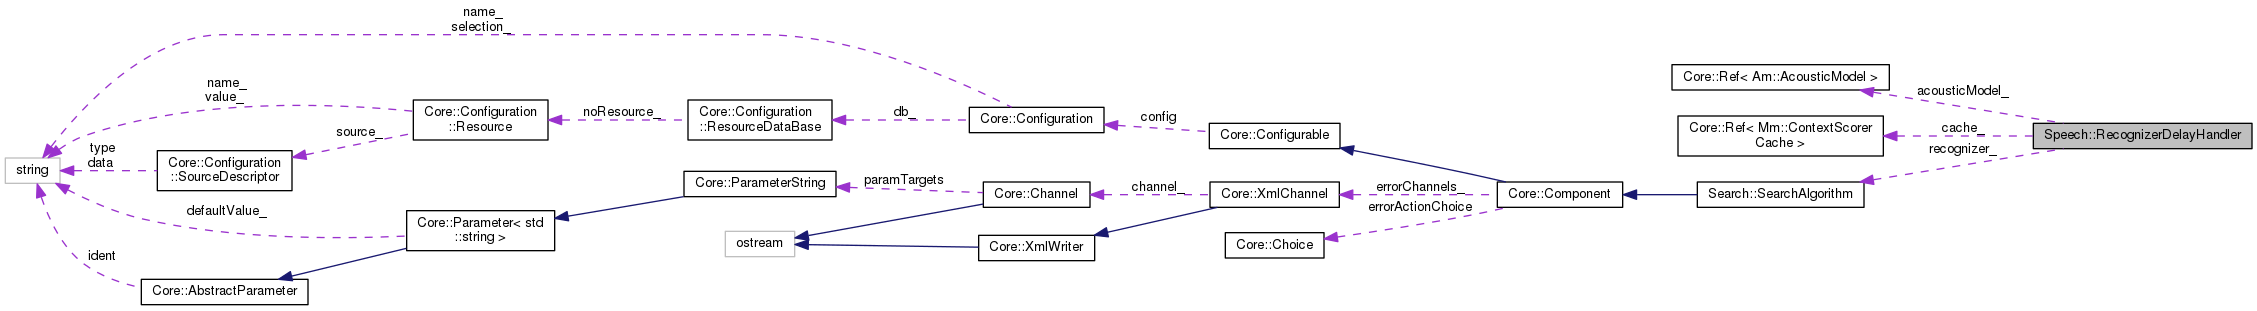 name_
selection_
name_
value_
Core::Configuration
::Resource
noResource_
Core::Configuration
::ResourceDataBase
db_
Core::Configuration
config
Core::Configurable
Core::Ref< Am::AcousticModel >
acousticModel_
Core::Ref< Mm::ContextScorer
Cache >
cache_
Speech::RecognizerDelayHandler
recognizer_
source_
type
data
string
Core::Configuration
::SourceDescriptor
Core::ParameterString
paramTargets
Core::Channel
channel_
Core::XmlChannel
errorChannels_
errorActionChoice
Core::Component
Search::SearchAlgorithm
defaultValue_
Core::Parameter< std
::string >
ostream
Core::XmlWriter
Core::Choice
ident
Core::AbstractParameter